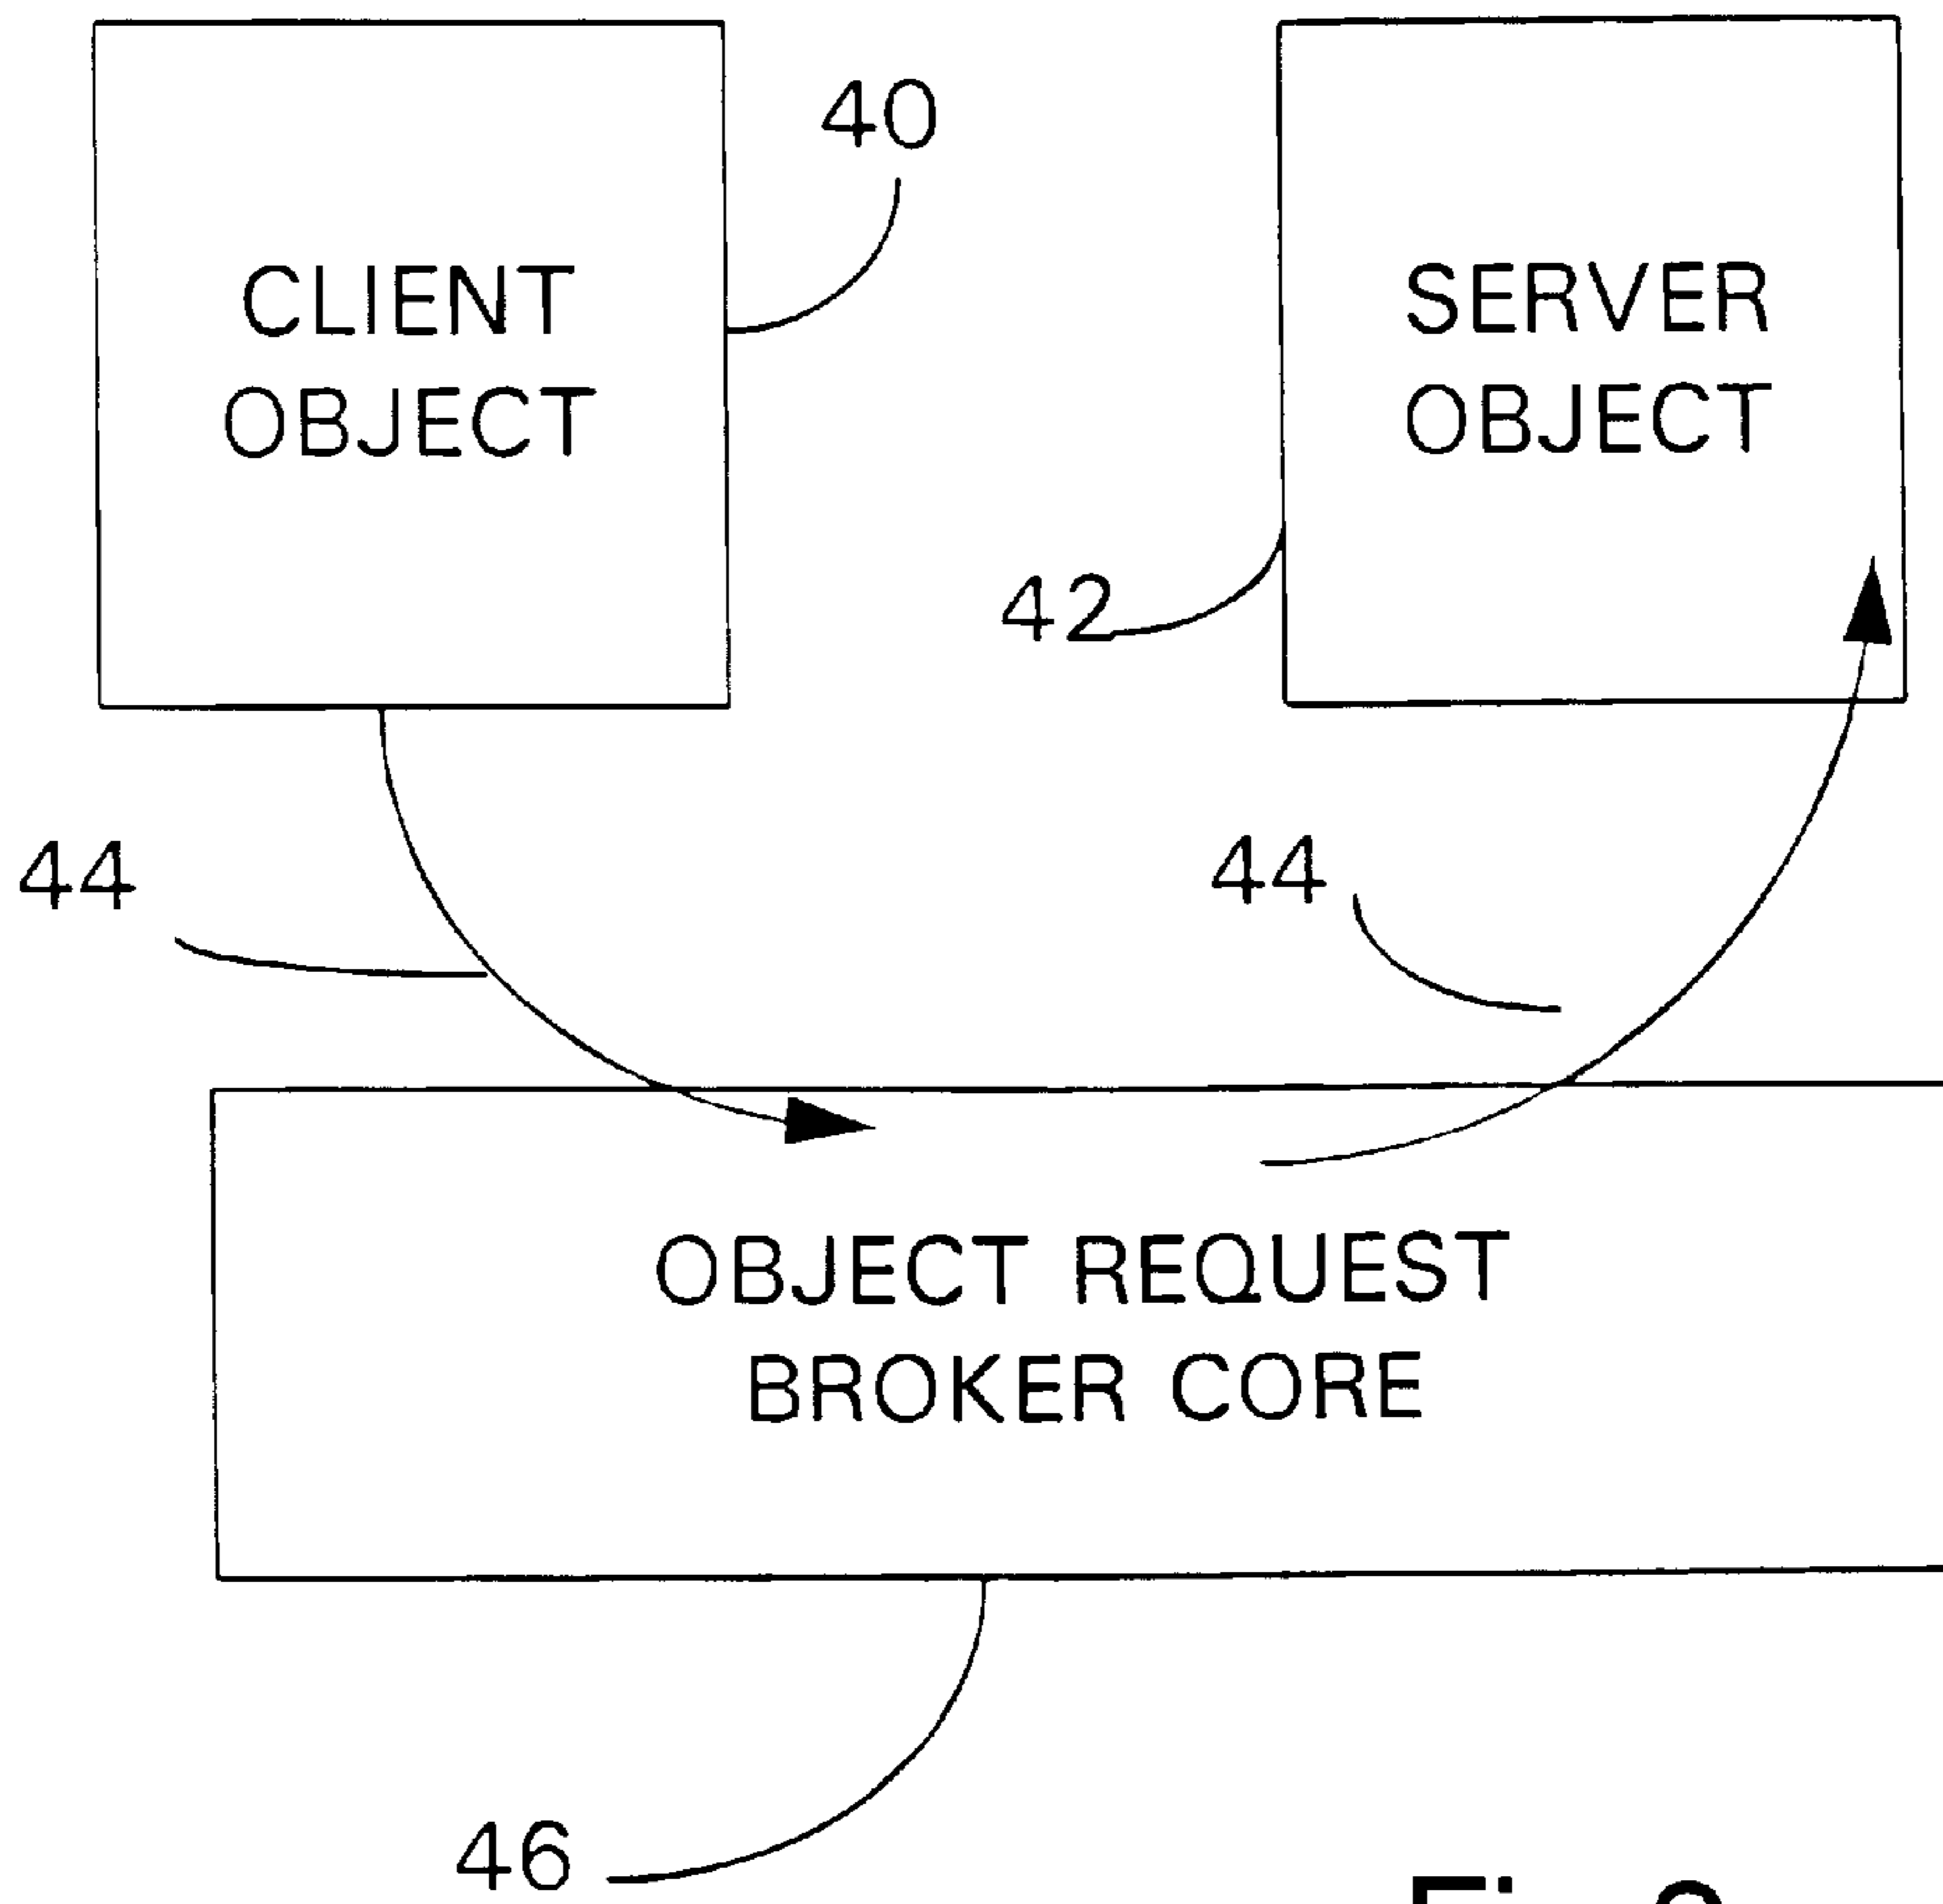 40
CLIENT
OBJECT
SERVER
OBJECT
42
44
44
OBJECT REQUEST
BROKER CORE
46